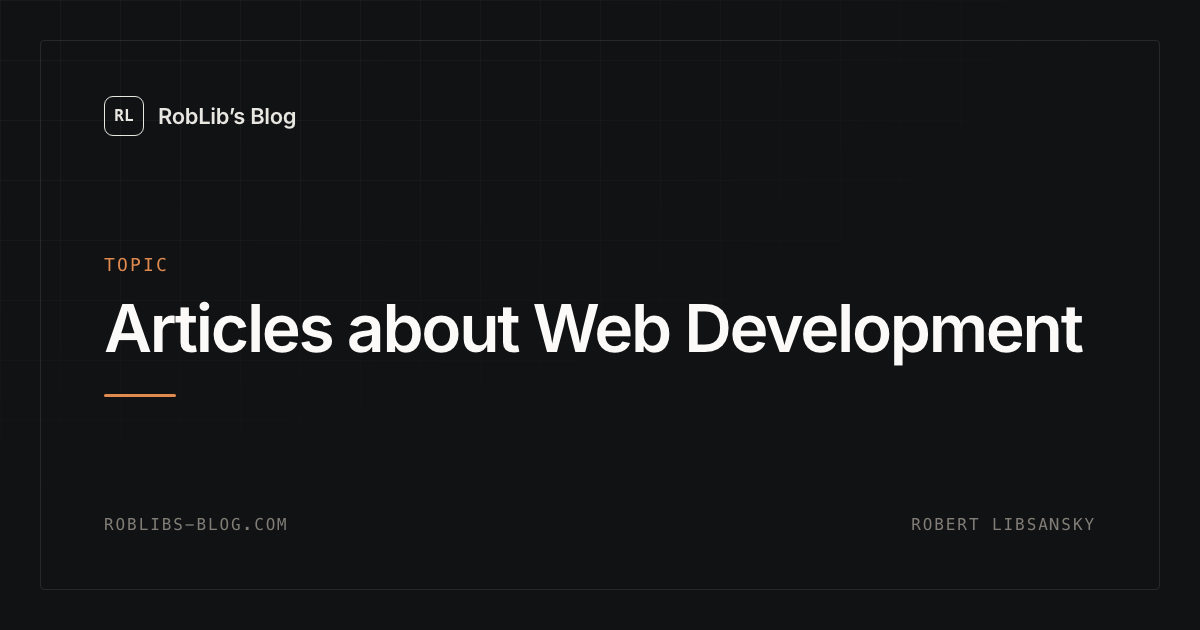 RL
RobLib’s Blog
TOPIC
Articles about Web Development
ROBLIBS-BLOG.COM
ROBERT LIBSANSKY